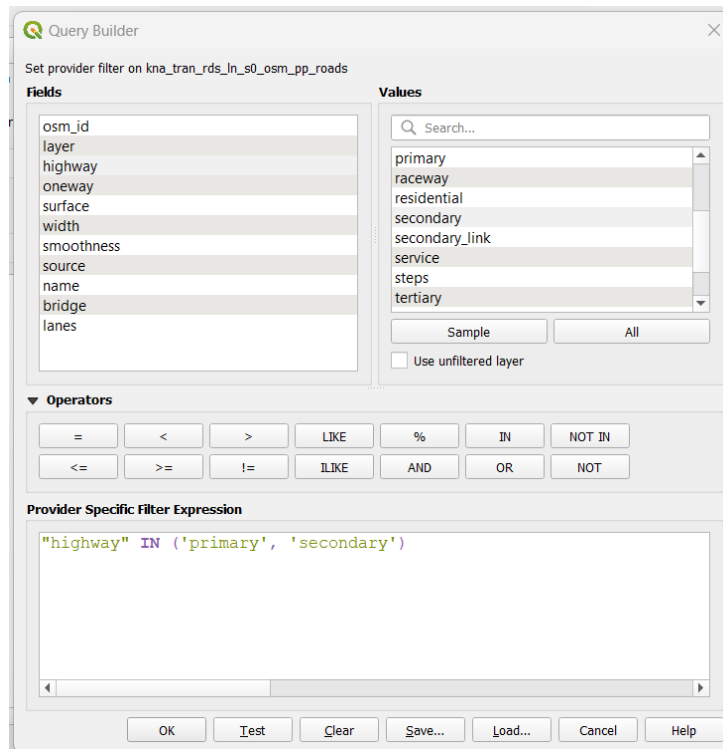 Query Builder
Set provider filter on kna_tran_rds_ln_s0_osm_pp_roads
Fields
osm_id
layer
highway
oneway
surface
width
smoothness
source
name
bridge
lanes
Values
Search...
primary
raceway
residential
secondary
secondary_link
service
steps
tertiary
Sample All
Use unfiltered layer
Operators
= < > LIKE % IN NOT IN
<= >= != ILIKE AND OR NOT
Provider Specific Filter Expression
"highway" IN ('primary', 'secondary')
OK Test Clear Save... Load... Cancel Help